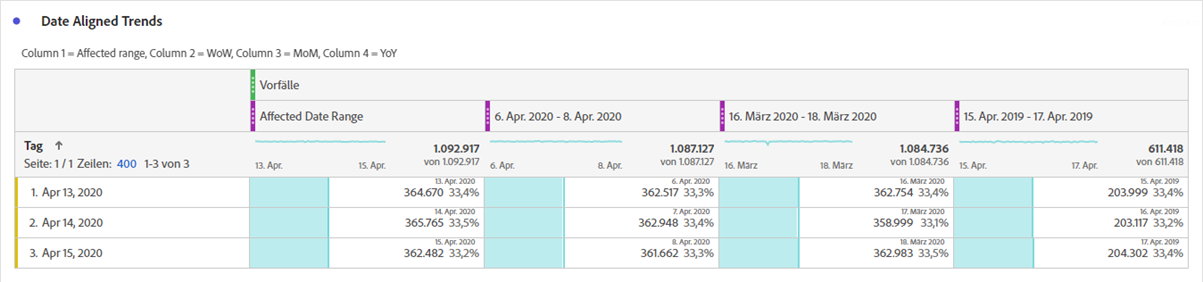 Date Aligned Trends
Column 1 = Affected range, Column 2 = WoW, Column 3 = MoM, Column 4 = YoY
Vorfälle
Affected Date Range 6. Apr. 2020 - 8. Apr. 2020 16. März 2020 - 18. März 2020 15. Apr. 2019 - 17. Apr. 2019
Tag ↑ 1.092.917 1.087.127 1.084.736 611.418
Seite: 1 / 1 Zeilen: 400 1-3 von 3 von 1.092.917 von 1.087.127 von 1.084.736 von 611.418
13. Apr. 15. Apr. 6. Apr. 8. Apr. 16. März 18. März 15. Apr. 17. Apr.
13. Apr. 2020 6. Apr. 2020 16. März 2020 15. Apr. 2019
1. Apr 13, 2020 364.670 33,4% 362.517 33,3% 362.754 33,4% 203.999 33,4%
14. Apr. 2020 7. Apr. 2020 17. März 2020 16. Apr. 2019
2. Apr 14, 2020 365.765 33,5% 362.948 33,4% 358.999 33,1% 203.117 33,2%
15. Apr. 2020 8. Apr. 2020 18. März 2020 17. Apr. 2019
3. Apr 15, 2020 362.482 33,2% 361.662 33,3% 362.983 33,5% 204.302 33,4%